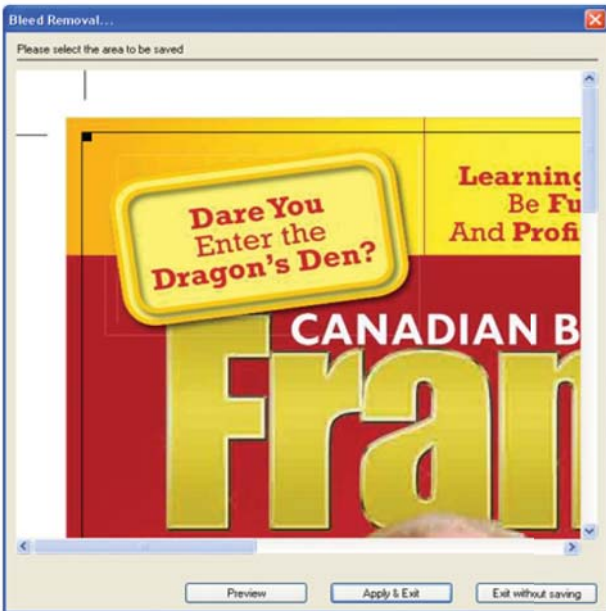 Bleed Removal...
Please select the area to be saved
Dare You
Enter the
Dragon's Den?
Learning
Be Fu
And Profi
CANADIAN B
Fran
Preview
Apply & Exit
Exit without saving